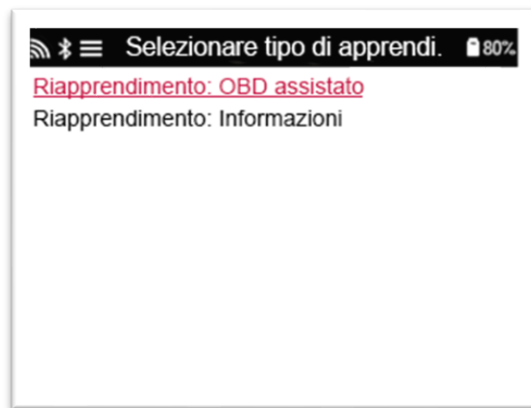 Selezionare tipo di apprendi. 80%
Riapprendimento: OBD assistato
Riapprendimento: Informazioni